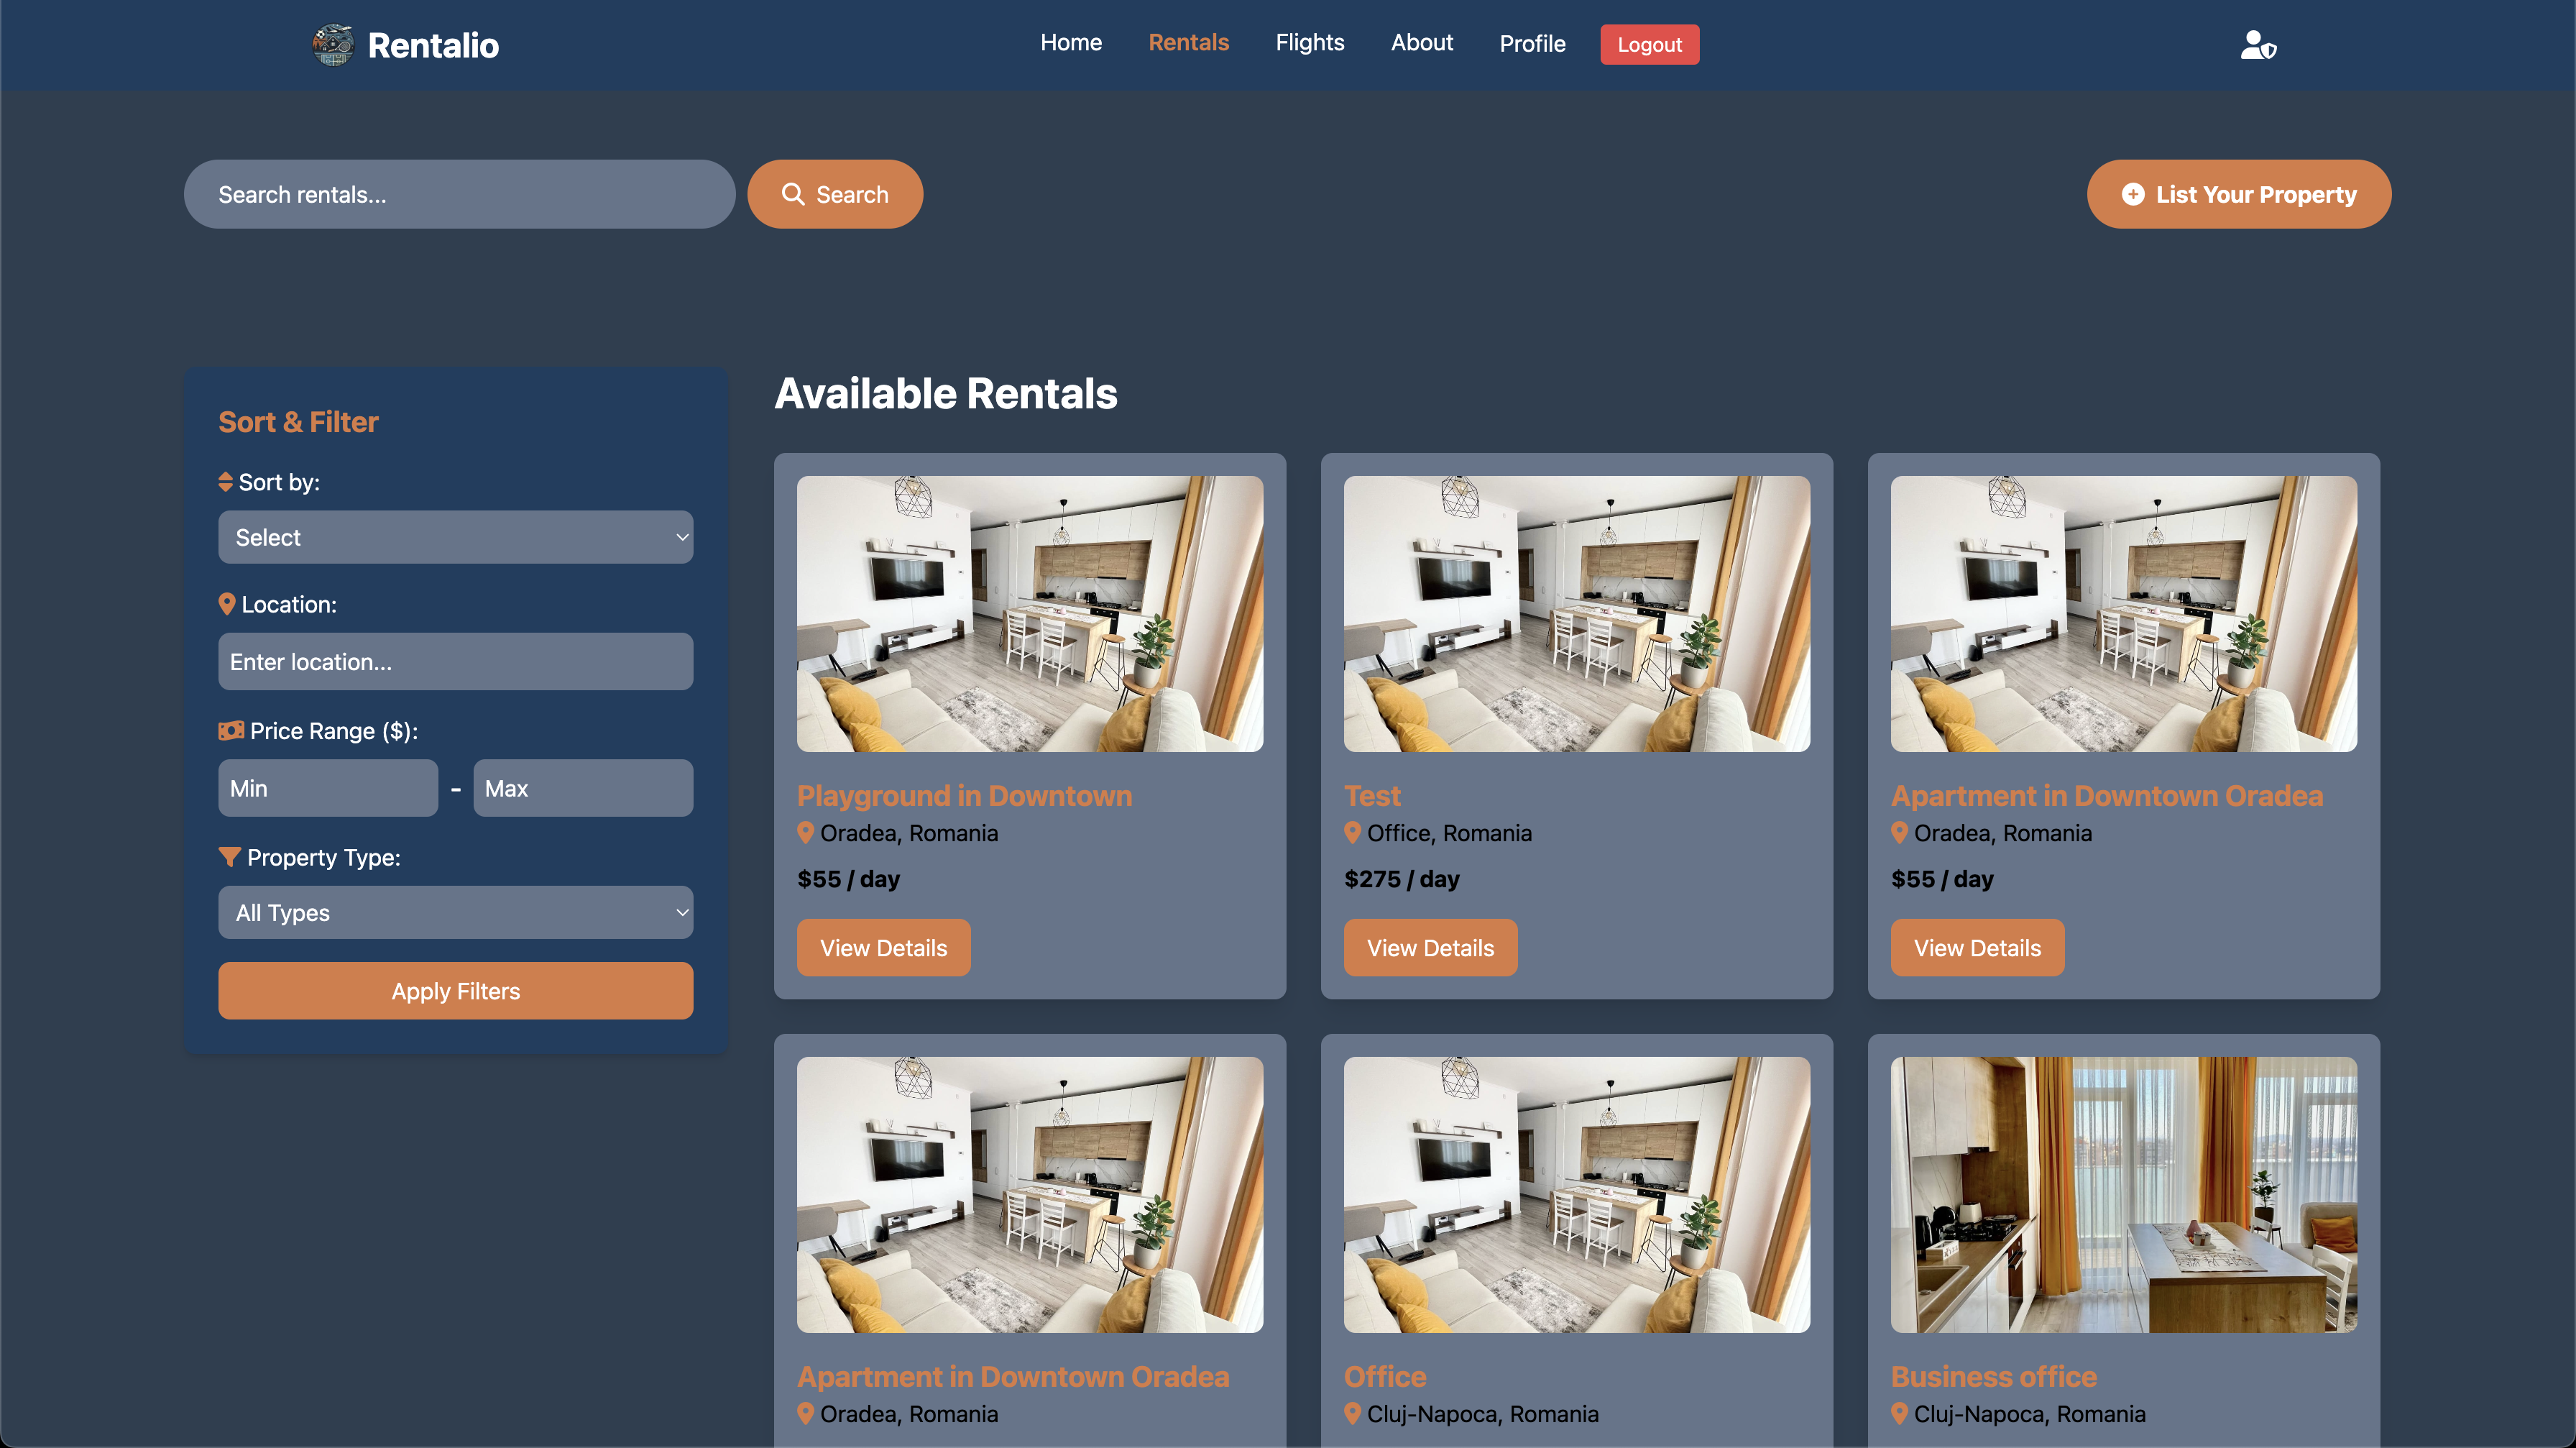 Rentalio
Home Rentals Flights About Profile Logout
Search rentals...
Search
List Your Property
Sort & Filter
Sort by:
Select
Location:
Enter location...
Price Range ($):
Min - Max
Property Type:
All Types
Apply Filters
Available Rentals
Playground in Downtown
Oradea, Romania
$55 / day
View Details
Test
Office, Romania
$275 / day
View Details
Apartment in Downtown Oradea
Oradea, Romania
$55 / day
View Details
Apartment in Downtown Oradea
Oradea, Romania
Office
Cluj-Napoca, Romania
Business office
Cluj-Napoca, Romania